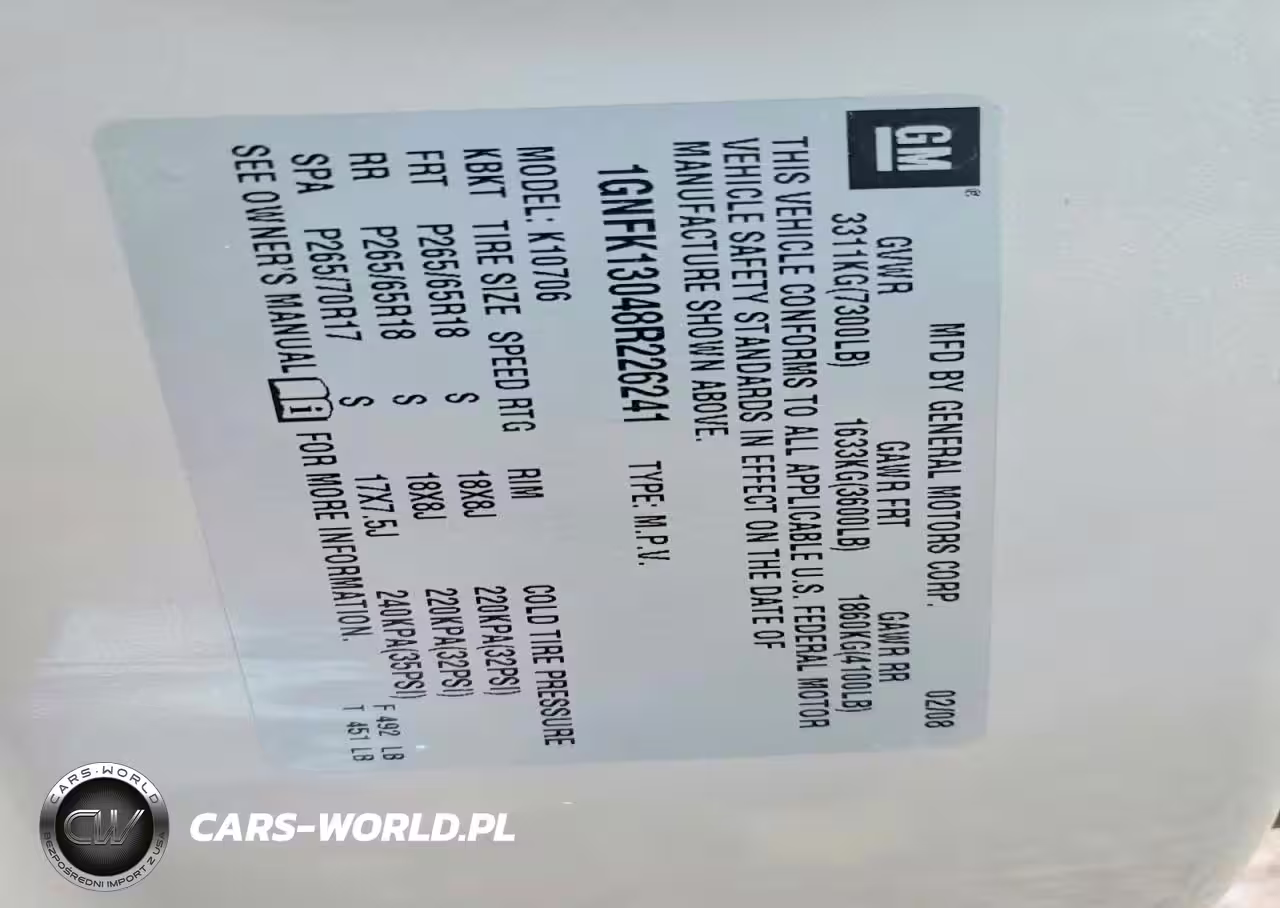 GM ®
MFD BY GENERAL MOTORS CORP. 02/08
GVWR GAWR FRT GAWR RR
3311KG(7300LB) 1633KG(3600LB) 1860KG(4100LB)
THIS VEHICLE CONFORMS TO ALL APPLICABLE U.S. FEDERAL MOTOR
VEHICLE SAFETY STANDARDS IN EFFECT ON THE DATE OF
MANUFACTURE SHOWN ABOVE.
1GNFK13048R226241 TYPE: M.P.V.
MODEL: K10706
KBKT TIRE SIZE SPEED RTG RIM COLD TIRE PRESSURE
FRT P265/65R18 S 18X8J 220KPA(32PSI)
RR P265/65R18 S 18X8J 220KPA(32PSI)
SPA P265/70R17 S 17X7.5J 240KPA(35PSI)
SEE OWNER'S MANUAL i FOR MORE INFORMATION.
F 492 LB
T 451 LB
CARS-WORLD
CW
BEZPOŚREDNI IMPORT Z USA
CARS-WORLD.PL